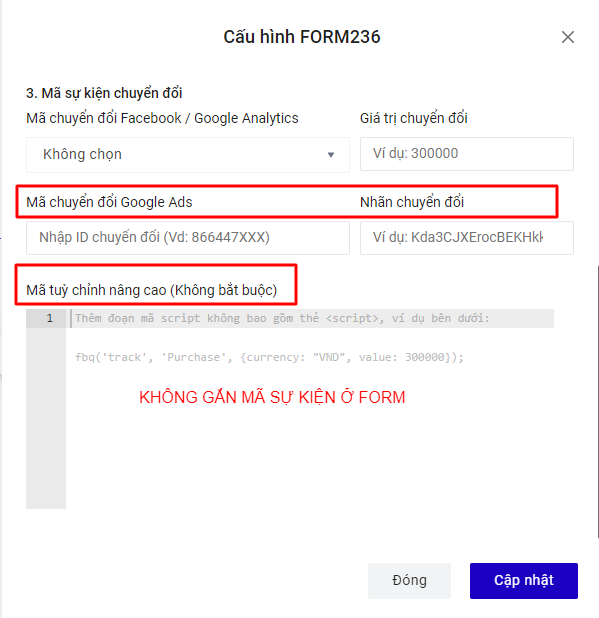 Cấu hình FORM236
3. Mã sự kiện chuyển đổi
Mã chuyển đổi Facebook / Google Analytics
Giá trị chuyển đổi
Không chọn
Ví dụ: 300000
Mã chuyển đổi Google Ads
Nhãn chuyển đổi
Nhập ID chuyển đổi (Vd: 866447XXX)
Ví dụ: Kda3CJXErocBEKHkk
Mã tuỳ chỉnh nâng cao (Không bắt buộc)
1 Thêm đoạn mã script không bao gồm thẻ <script>, ví dụ bên dưới:
fbq('track', 'Purchase', {currency: "VND", value: 300000});
KHÔNG GẮN MÃ SỰ KIỆN Ở FORM
Đóng
Cập nhật